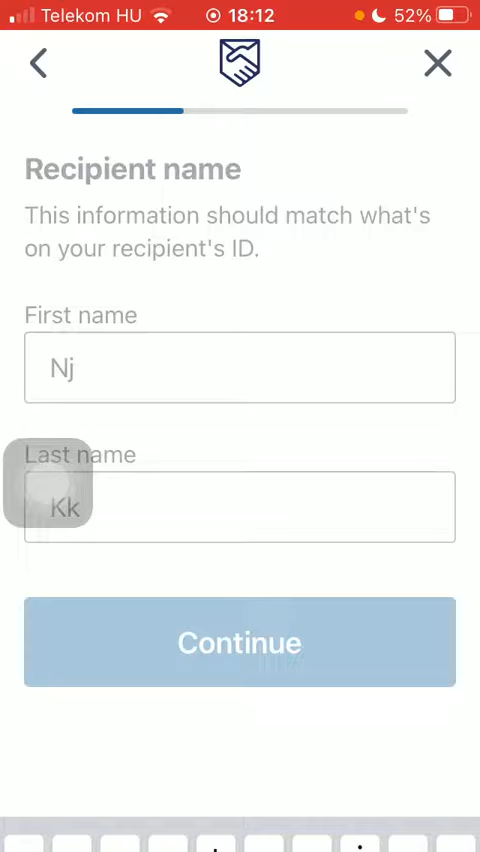 Telekom HU 18:12 52%
Recipient name
This information should match what's
on your recipient's ID.
First name
Nj
Last name
Kk
Continue